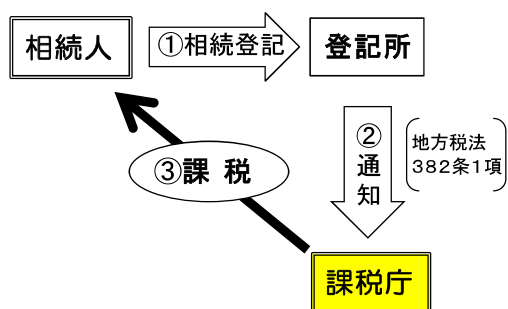 相続人
①相続登記
登記所
②通知
地方税法
382条1項
③課 税
課税庁